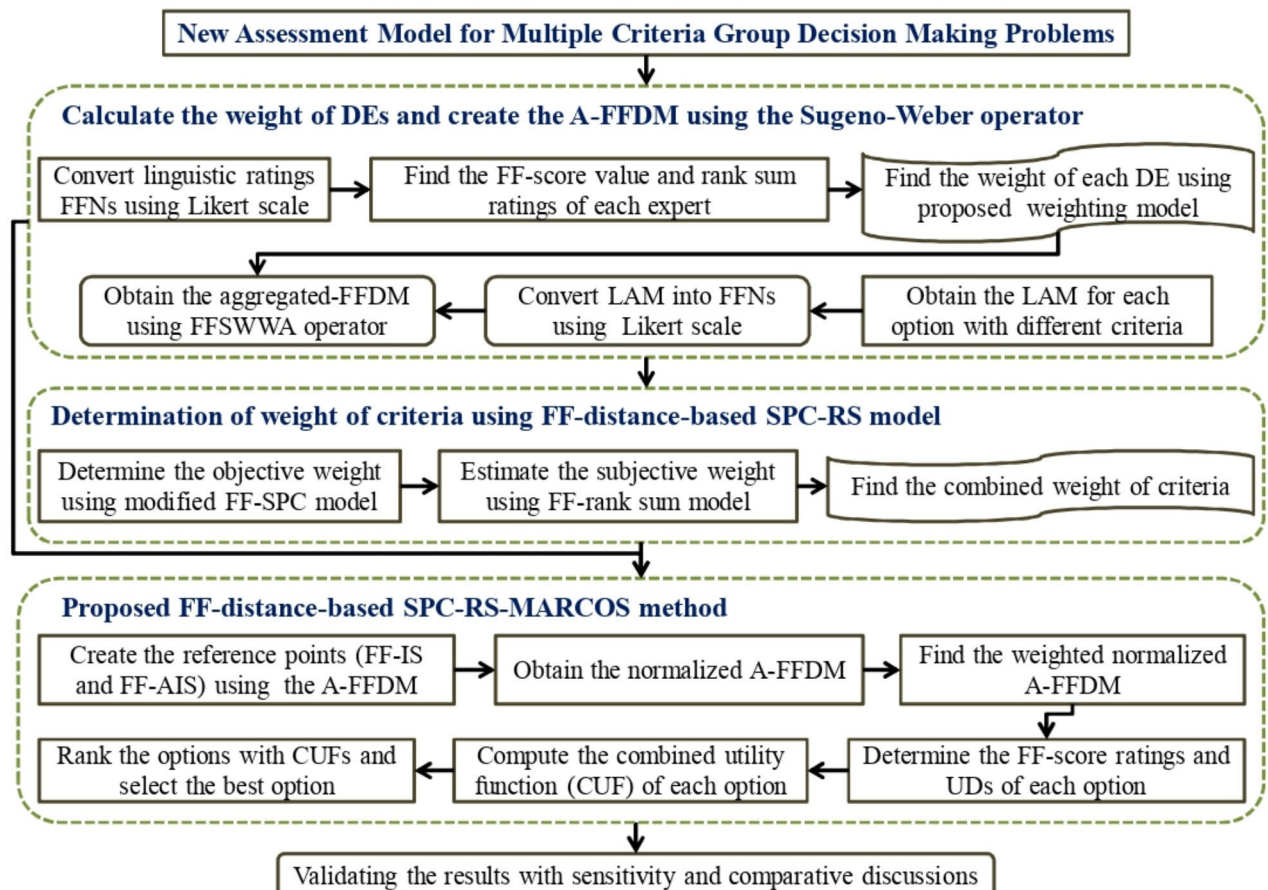 New Assessment Model for Multiple Criteria Group Decision Making Problems
Calculate the weight of DEs and create the A-FFDM using the Sugeno-Weber operator
Convert linguistic ratings
FFNs using Likert scale
Find the FF-score value and rank sum
ratings of each expert
Find the weight of each DE using
proposed weighting model
Obtain the aggregated-FFDM
using FFSWWA operator
Convert LAM into FFNs
using Likert scale
Obtain the LAM for each
option with different criteria
Determination of weight of criteria using FF-distance-based SPC-RS model
Determine the objective weight
using modified FF-SPC model
Estimate the subjective weight
using FF-rank sum model
Find the combined weight of criteria
Proposed FF-distance-based SPC-RS-MARCOS method
Create the reference points (FF-IS
and FF-AIS) using the A-FFDM
Obtain the normalized A-FFDM
Find the weighted normalized
A-FFDM
Rank the options with CUFs and
select the best option
Compute the combined utility
function (CUF) of each option
Determine the FF-score ratings and
UDs of each option
Validating the results with sensitivity and comparative discussions